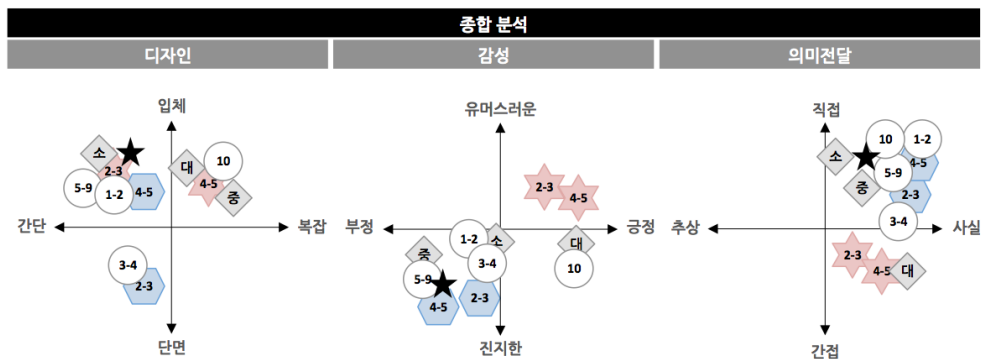 종합 분석
디자인 감성 의미전달
입체
소
2-3
5-9
1-2
4-5
대
10
4-5
중
간단
복잡
3-4
2-3
단면
유머스러운
2-3
4-5
부정
긍정
1-2
소
중
3-4
5-9
4-5
2-3
대
10
진지한
직접
10
1-2
소
4-5
5-9
중
2-3
3-4
추상
사실
2-3
4-5
대
간접